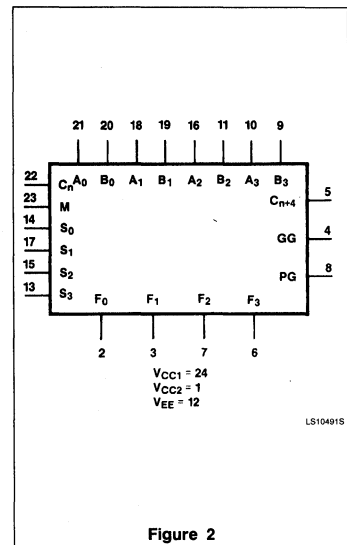 21 20 18 19 16 11 10 9
22 Cn A0 B0 A1 B1 A2 B2 A3 B3
23 M Cn+4 5
14 S0
17 S1 GG 4
15 S2 PG 8
13 S3 F0 F1 F2 F3
2 3 7 6
VCC1 = 24
VCC2 = 1
VEE = 12
LS10491S
Figure 2